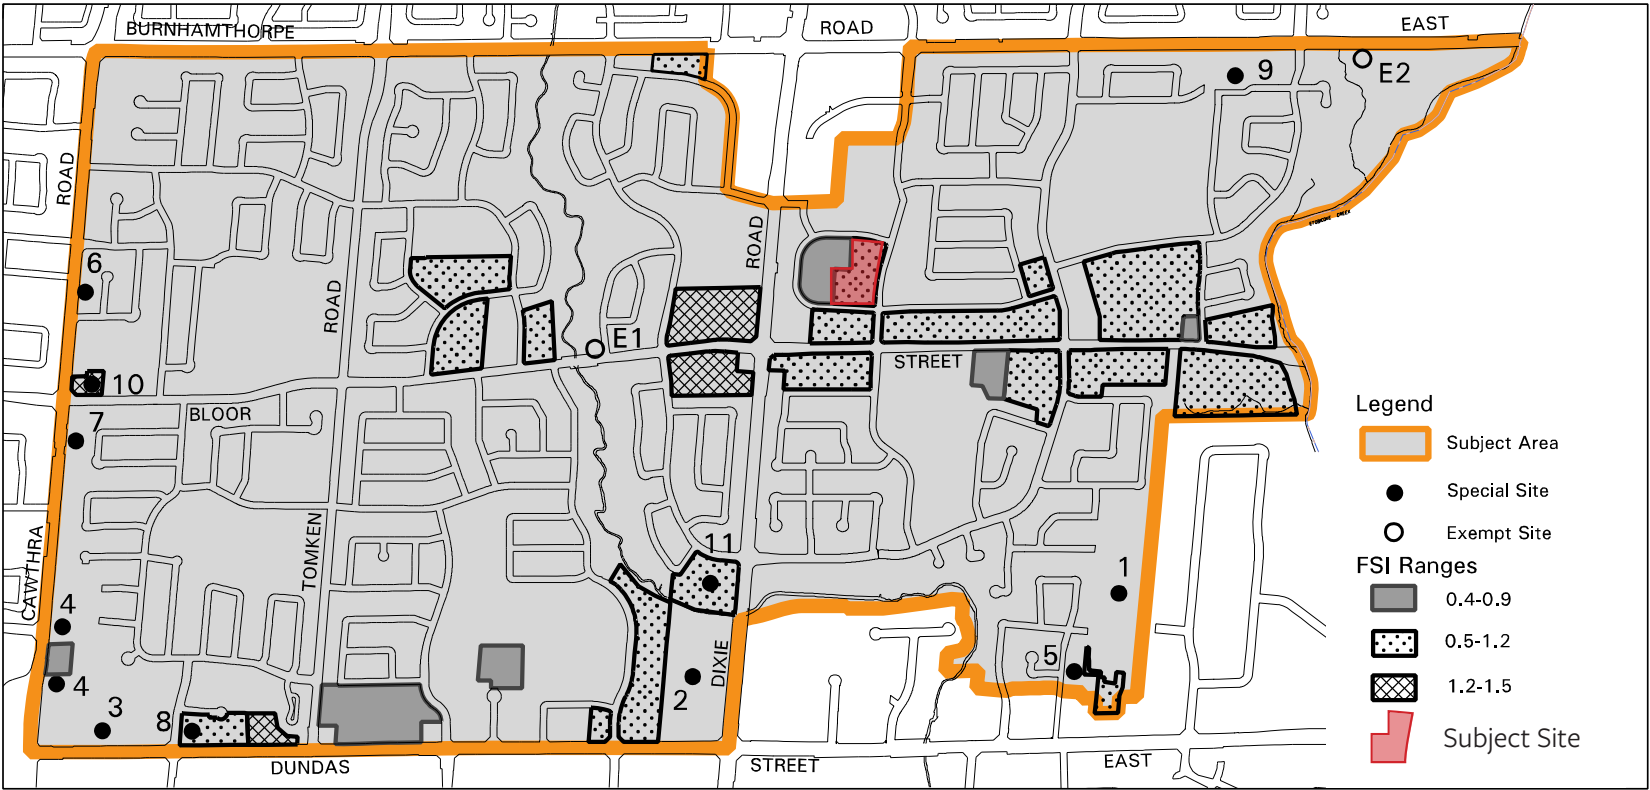 BURNHAMTHORPE ROAD EAST
9
E2
ROAD
ETOBICOKE CREEK
ROAD
6
ROAD
E1
STREET
10
BLOOR
7
Legend
Subject Area
Special Site
Exempt Site
FSI Ranges
0.4-0.9
0.5-1.2
1.2-1.5
Subject Site
CAWTHRA
TOMKEN
11
1
4
4
DIXIE
5
2
3
8
DUNDAS STREET EAST